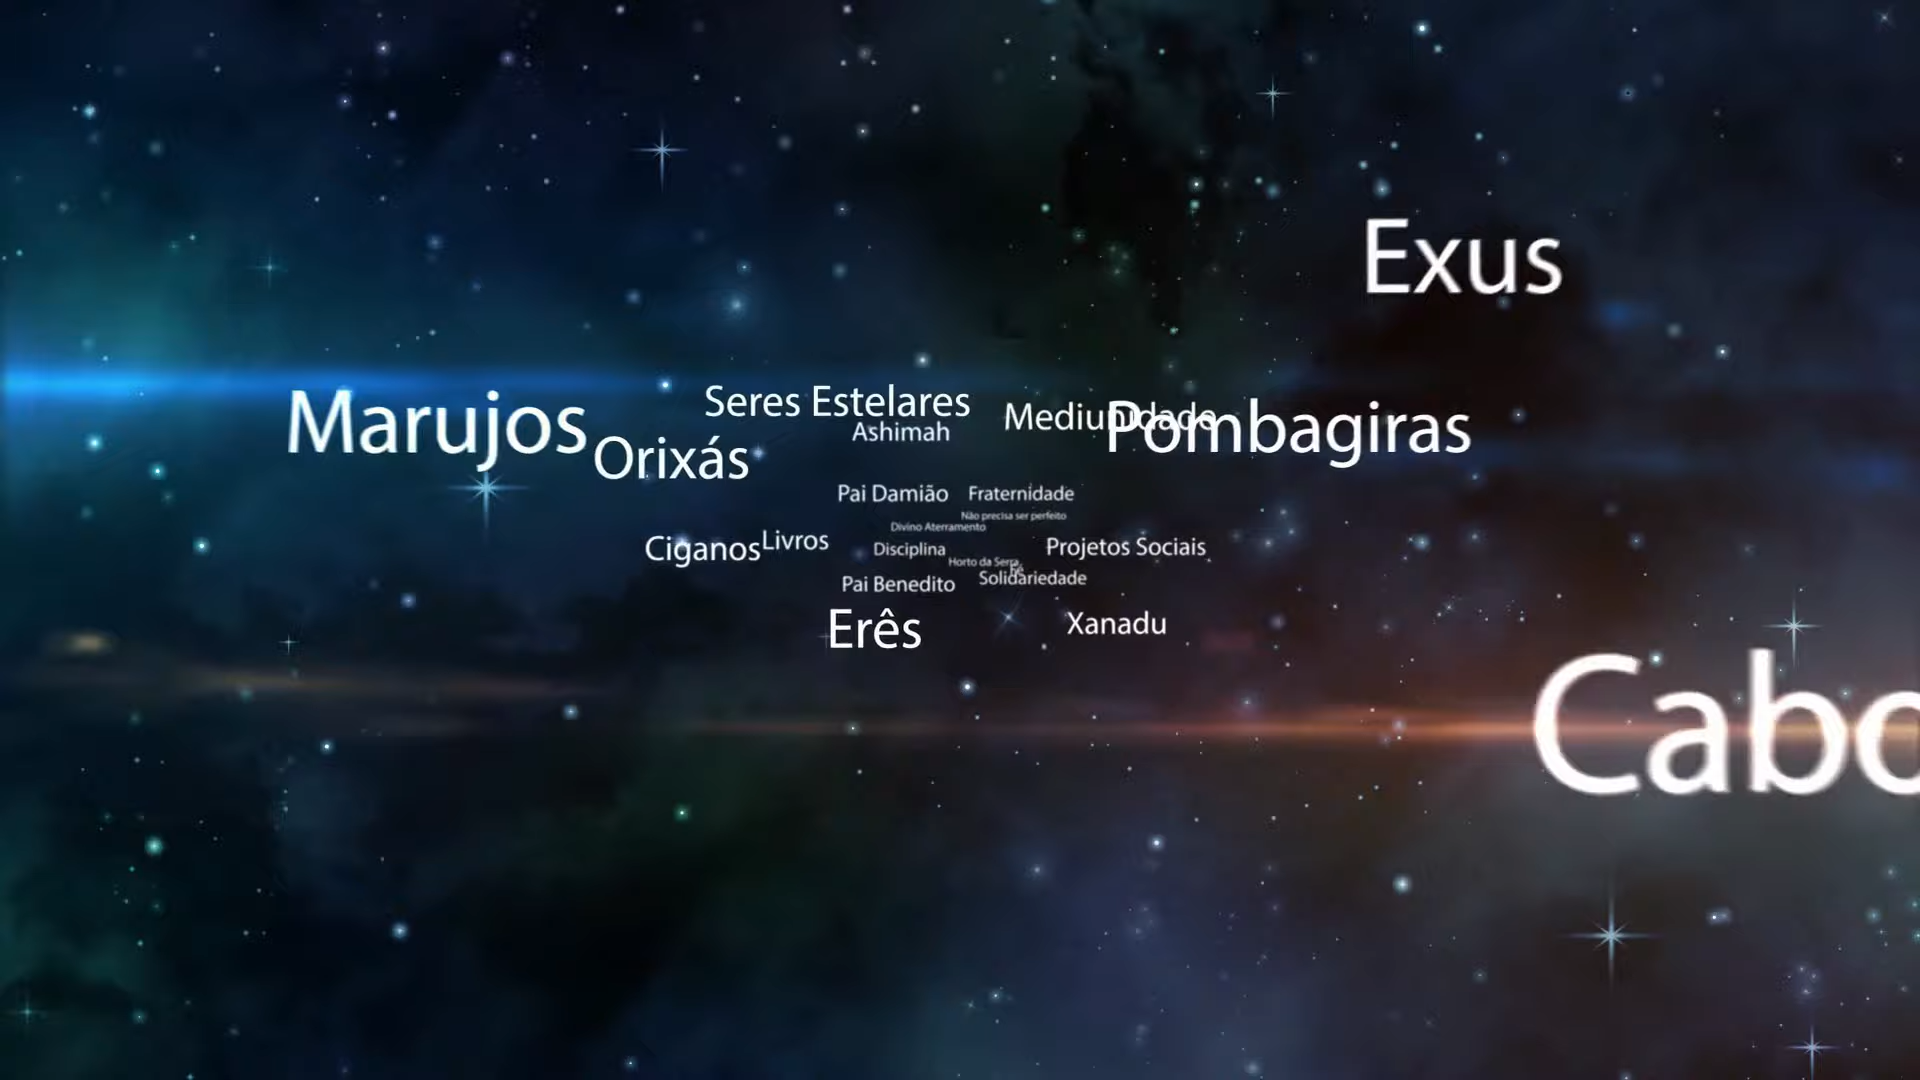 Exus
Seres Estelares
Mediunidade
Marujos
Pombagiras
Ashimah
Orixás
Pai Damião
Fraternidade
Não precisa ser perfeito
Divino Aterramento
Livros
Ciganos
Disciplina
Projetos Sociais
Horto da Serra
Fé
Solidariedade
Pai Benedito
Erês
Xanadu
Cabo